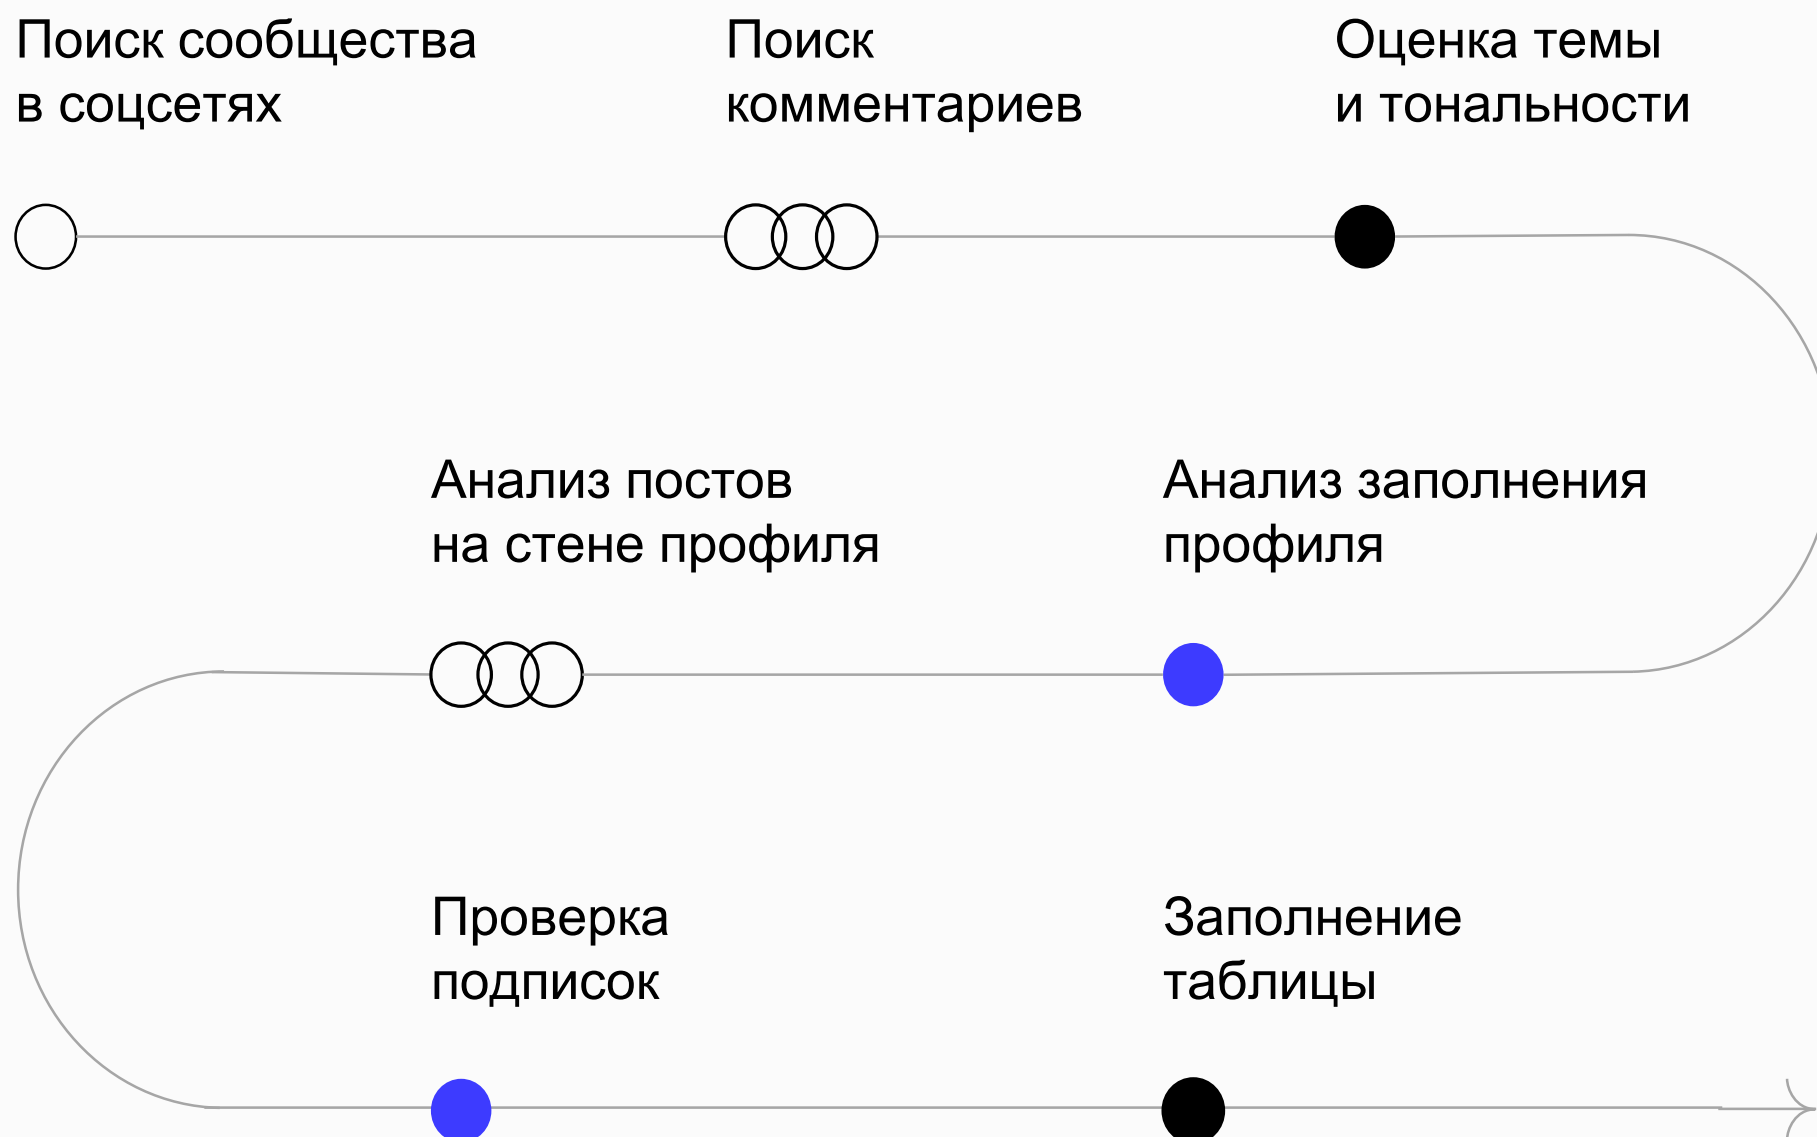 Поиск сообщества
в соцсетях
Поиск
комментариев
Оценка темы
и тональности
Анализ постов
на стене профиля
Анализ заполнения
профиля
Проверка
подписок
Заполнение
таблицы